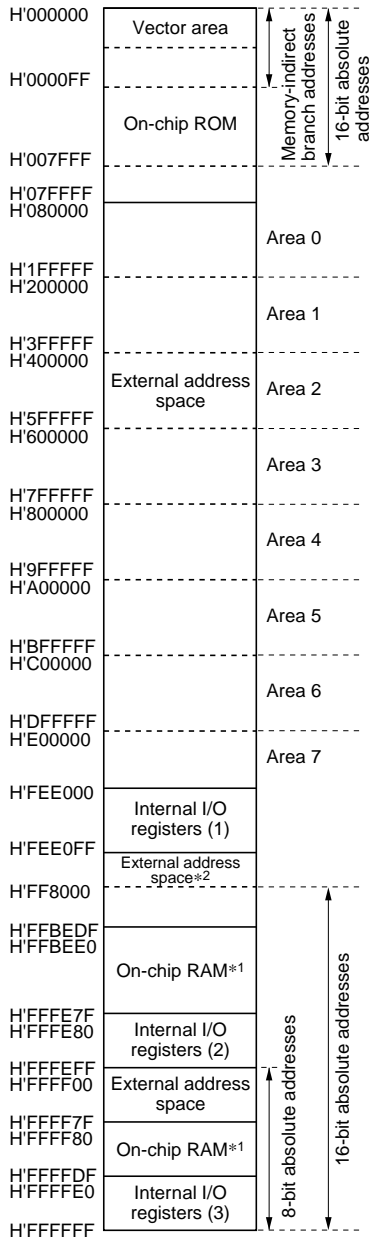 H'000000
Vector area
H'0000FF
Memory-indirect
branch addresses
16-bit absolute
addresses
On-chip ROM
H'007FFF
H'07FFFF
H'080000
Area 0
H'1FFFFF
H'200000
Area 1
H'3FFFFF
H'400000
External address
space
Area 2
H'5FFFFF
H'600000
Area 3
H'7FFFFF
H'800000
Area 4
H'9FFFFF
H'A00000
Area 5
H'BFFFFF
H'C00000
Area 6
H'DFFFFF
H'E00000
Area 7
H'FEE000
Internal I/O
registers (1)
H'FEE0FF
External address
space*2
H'FF8000
H'FFBEDF
H'FFBEE0
On-chip RAM*1
H'FFFE7F
H'FFFE80
Internal I/O
registers (2)
H'FFFEFF
H'FFFF00
External address
space
H'FFFF7F
H'FFFF80
On-chip RAM*1
H'FFFFDF
H'FFFFE0
Internal I/O
registers (3)
H'FFFFFF
8-bit absolute addresses
16-bit absolute addresses